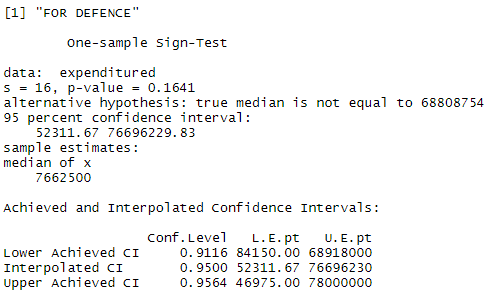 [1] "FOR DEFENCE"
One-sample Sign-Test
data:  expenditured
s = 16, p-value = 0.1641
alternative hypothesis: true median is not equal to 68808754
95 percent confidence interval:
52311.67 76696229.83
sample estimates:
median of x
7662500
Achieved and Interpolated Confidence Intervals:
Conf.Level   L.E.pt   U.E.pt
Lower Achieved CI     0.9116 84150.00 68918000
Interpolated CI       0.9500 52311.67 76696230
Upper Achieved CI     0.9564 46975.00 78000000